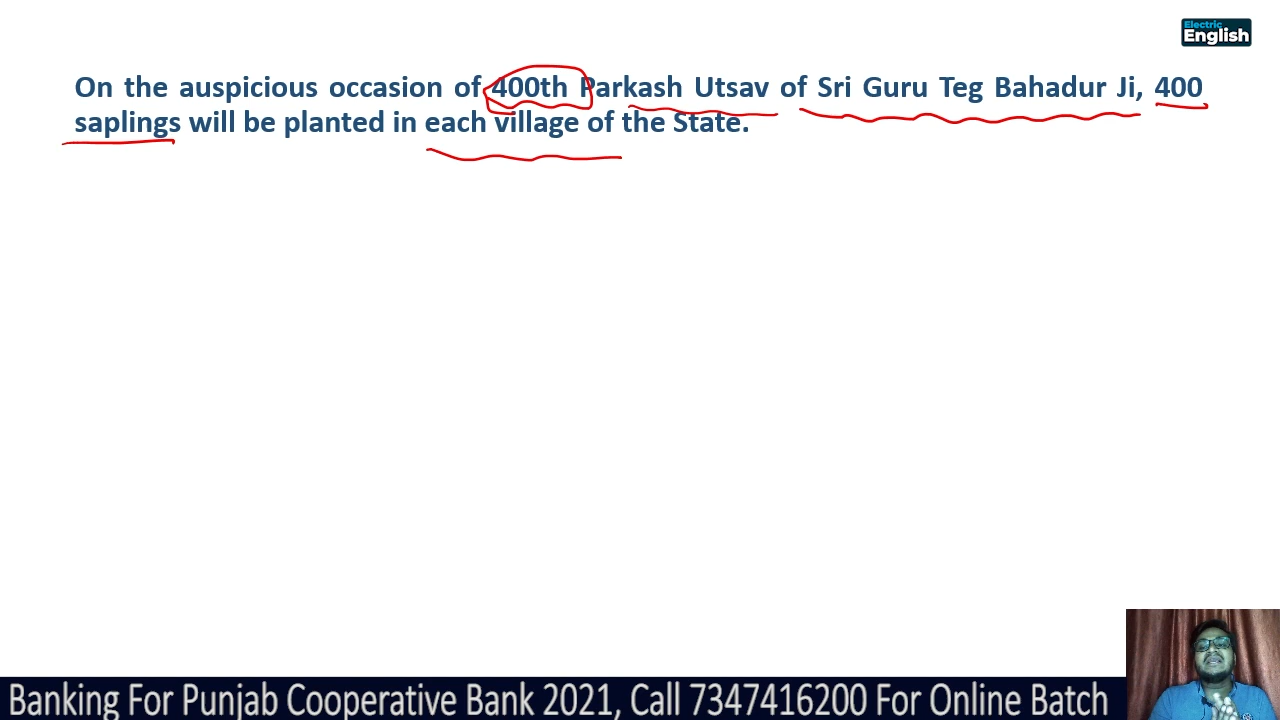 Electric
English
On the auspicious occasion of 400th Parkash Utsav of Sri Guru Teg Bahadur Ji, 400
saplings will be planted in each village of the State.
Banking For Punjab Cooperative Bank 2021, Call 7347416200 For Online Batch